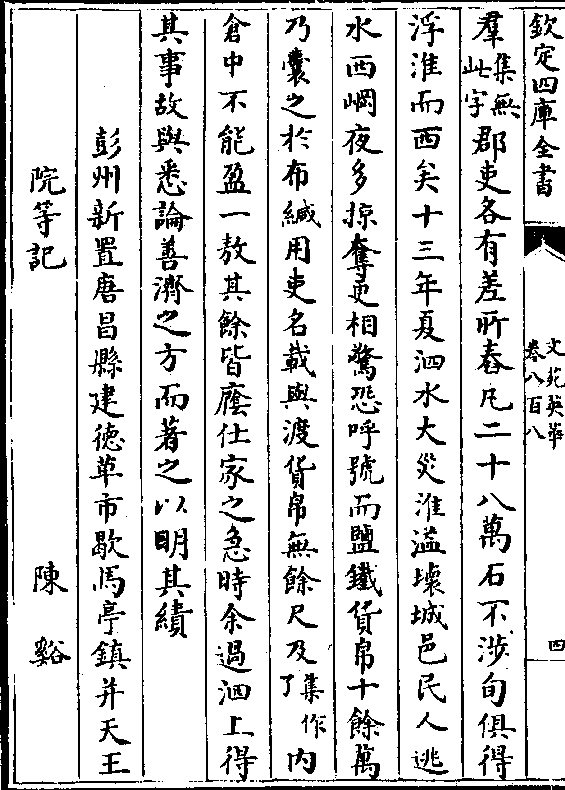 欽定四庫全書
文苑英華
卷八百八
四
羣集無此字郡吏各有差所舂凡二十八萬石不涉旬俱得
浮淮而西矣十三年夏泗水大災淮溢壞城邑民人逃
水西岡夜多掠奪更相驚恐呼號而鹽鐵貨帛十餘萬
乃囊之於布緘用吏名載與渡貨帛無餘尺及集作了内
倉中不能盈一敖其餘皆廕仕家之急時余過泗上得
其事故與悉論善濟之方而著之以明其績
彭州新置唐昌縣建德草市歇馬亭鎮并天王
院等記　陳谿